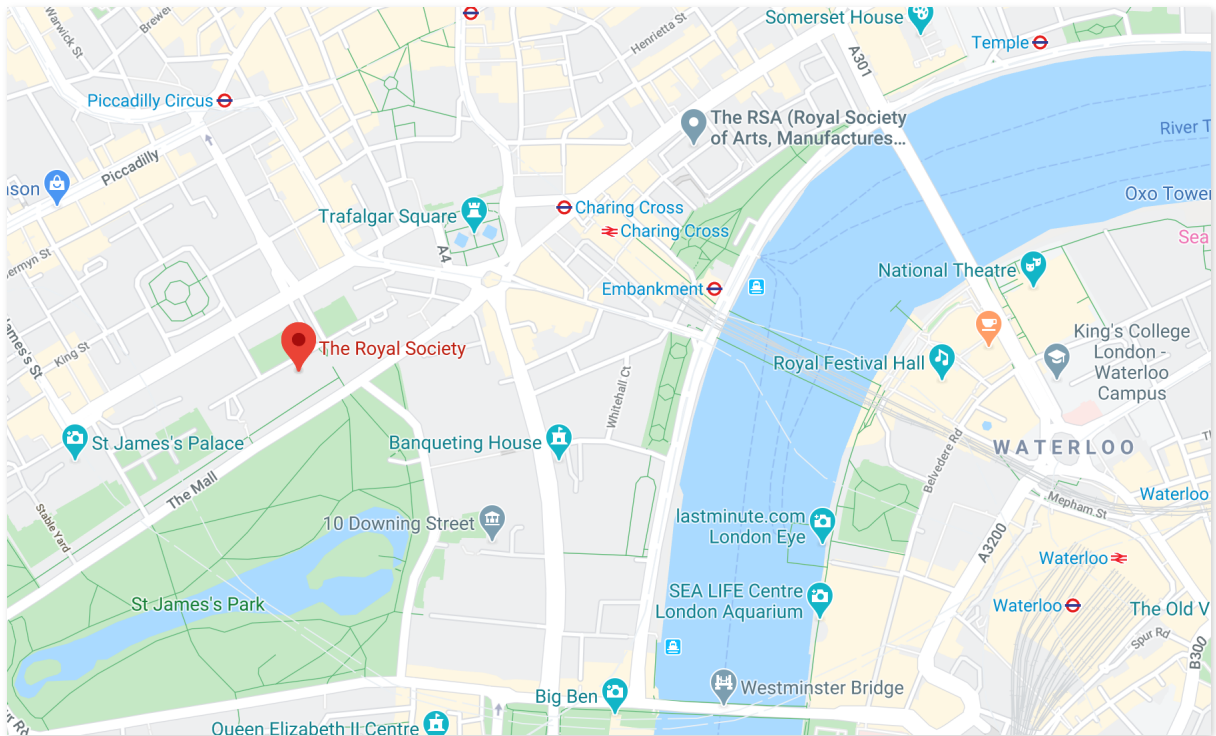 Warwick St
Brewer
Henrietta St
Somerset House
Temple
A301
Piccadilly Circus
The RSA (Royal Society
of Arts, Manufactures...
River T
Piccadilly
Oxo Tower
Trafalgar Square
Charing Cross
Charing Cross
A4
Embankment
National Theatre
Sea
King St
The Royal Society
Royal Festival Hall
King's College
London -
Waterloo
Campus
Whitehall Ct
St James's Palace
Banqueting House
WATERLOO
Belvedere Rd
The Mall
Stable Yard
10 Downing Street
lastminute.com
London Eye
Mepham St
Waterloo
A3200
Waterloo
St James's Park
SEA LIFE Centre
London Aquarium
Waterloo
The Old V
Spur Rd
B300
Big Ben
Westminster Bridge
Queen Elizabeth II Centre